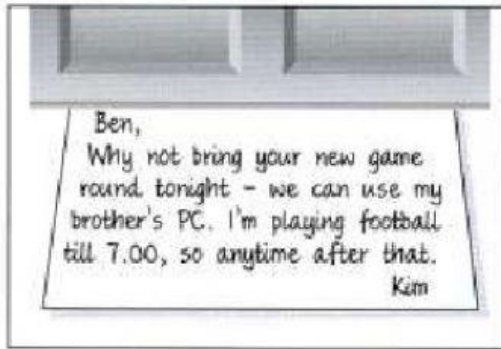 Ben,
Why not bring your new game
round tonight - we can use my
brother's PC. I'm playing football
till 7.00, so anytime after that.
Kim